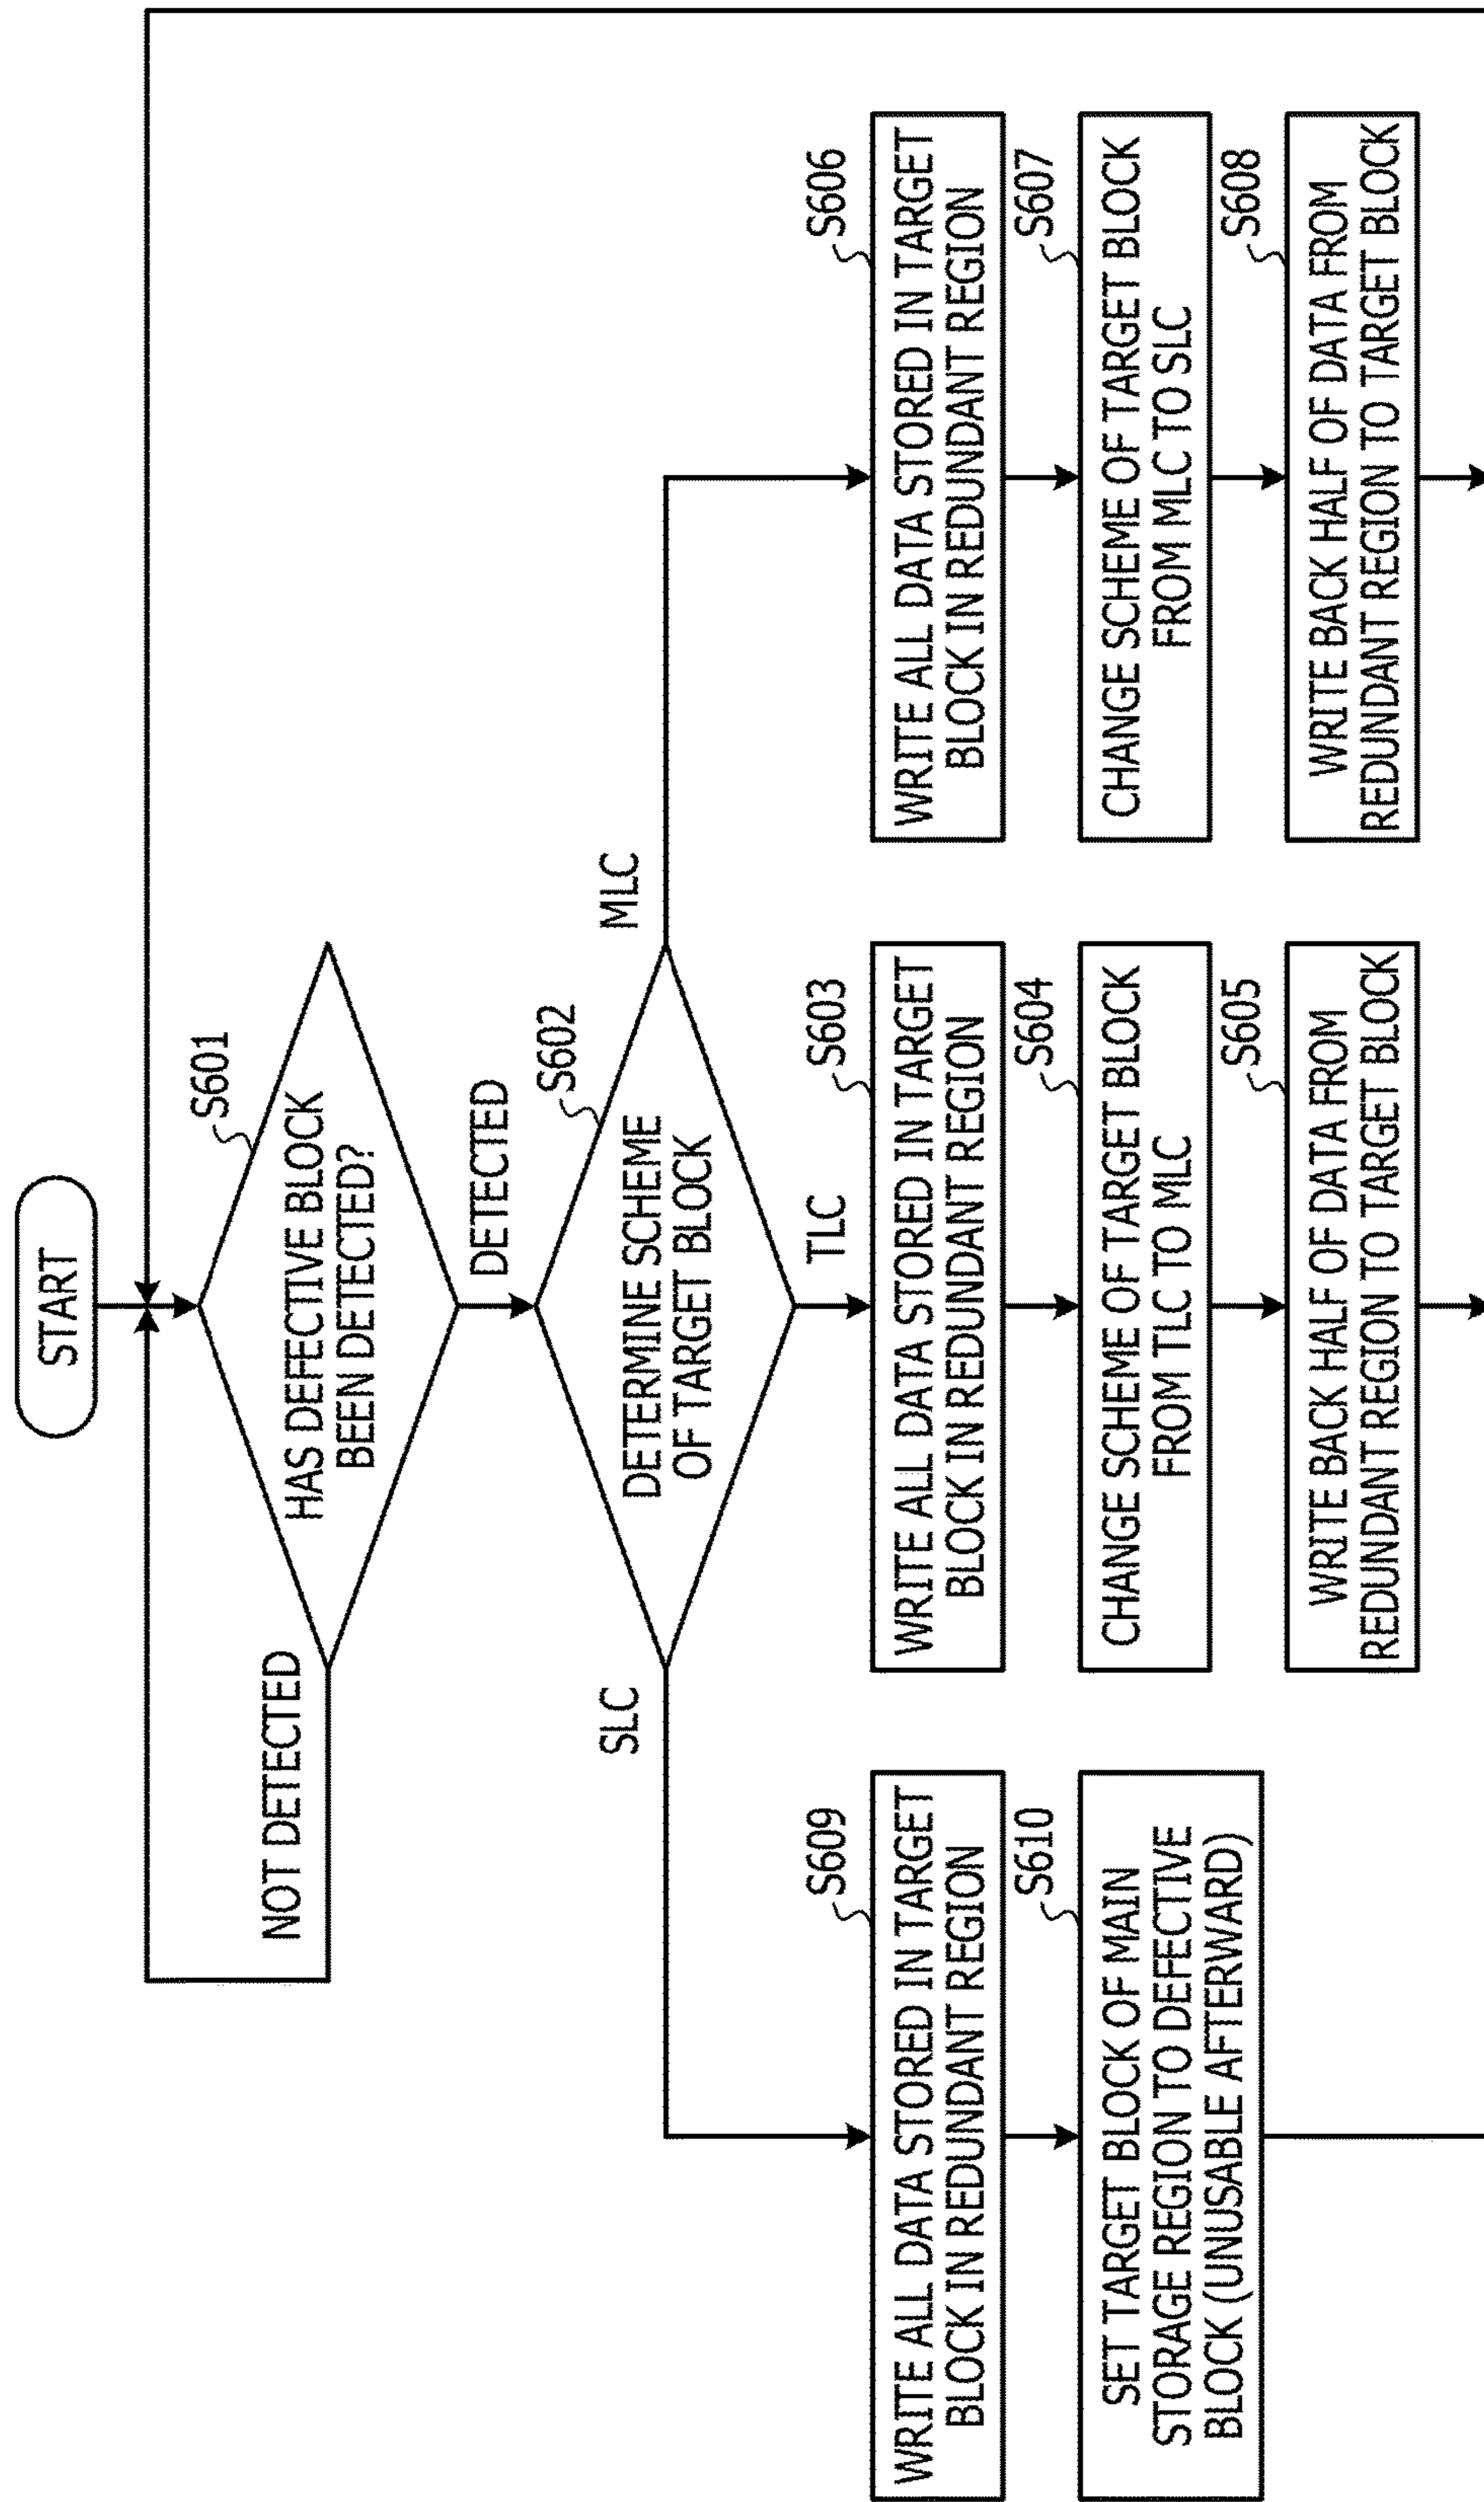 START
S601
HAS DEFECTIVE BLOCK
BEEN DETECTED?
NOT DETECTED
DETECTED
S602
DETERMINE SCHEME
OF TARGET BLOCK
SLC
TLC
MLC
S609
WRITE ALL DATA STORED IN TARGET
BLOCK IN REDUNDANT REGION
S610
SET TARGET BLOCK OF MAIN
STORAGE REGION TO DEFECTIVE
BLOCK (UNUSABLE AFTERWARD)
S603
WRITE ALL DATA STORED IN TARGET
BLOCK IN REDUNDANT REGION
S604
CHANGE SCHEME OF TARGET BLOCK
FROM TLC TO MLC
S605
WRITE BACK HALF OF DATA FROM
REDUNDANT REGION TO TARGET BLOCK
S606
WRITE ALL DATA STORED IN TARGET
BLOCK IN REDUNDANT REGION
S607
CHANGE SCHEME OF TARGET BLOCK
FROM MLC TO SLC
S608
WRITE BACK HALF OF DATA FROM
REDUNDANT REGION TO TARGET BLOCK